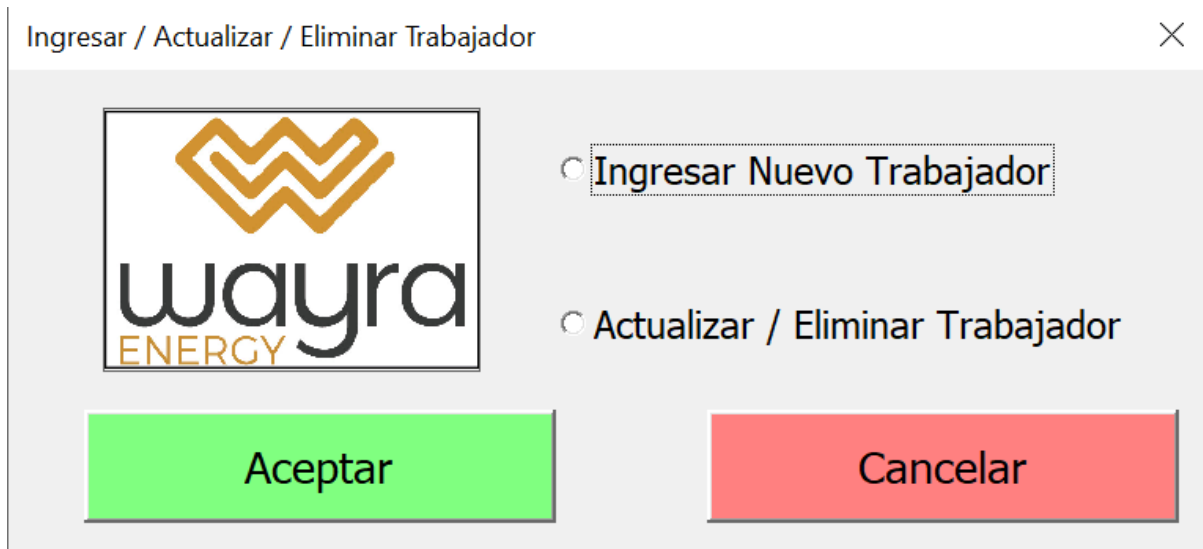 Ingresar / Actualizar / Eliminar Trabajador
wayra
ENERGY
Ingresar Nuevo Trabajador
Actualizar / Eliminar Trabajador
Aceptar
Cancelar